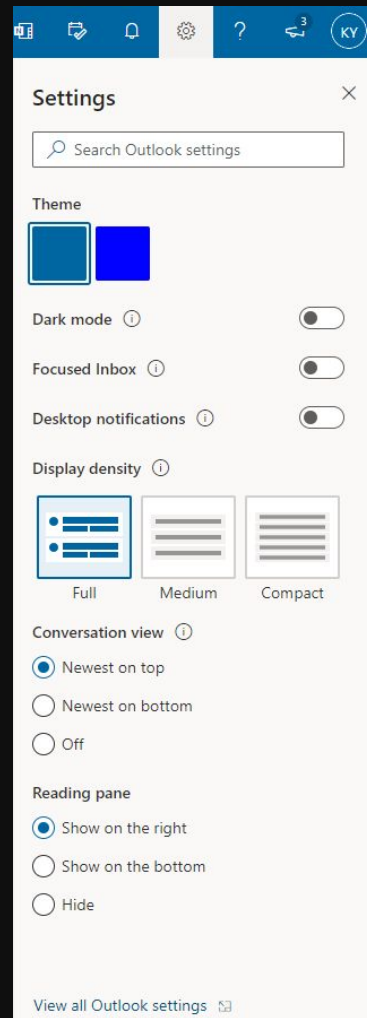 3
KY
Settings
Search Outlook settings
Theme
Dark mode
Focused Inbox
Desktop notifications
Display density
Full Medium Compact
Conversation view
Newest on top
Newest on bottom
Off
Reading pane
Show on the right
Show on the bottom
Hide
View all Outlook settings